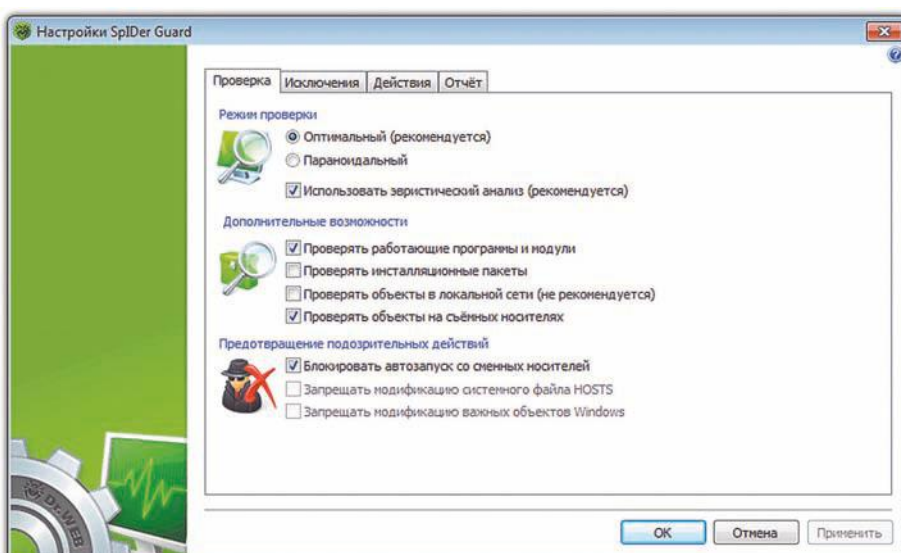 Настройки SpIDer Guard
Проверка Исключения Действия Отчёт
Режим проверки
Оптимальный (рекомендуется)
Параноидальный
Использовать эвристический анализ (рекомендуется)
Дополнительные возможности
Проверять работающие программы и модули
Проверять инсталляционные пакеты
Проверять объекты в локальной сети (не рекомендуется)
Проверять объекты на съёмных носителях
Предотвращение подозрительных действий
Блокировать автозапуск со сменных носителей
Запрещать модификацию системного файла HOSTS
Запрещать модификацию важных объектов Windows
Dr.WEB
OK Отмена Применить